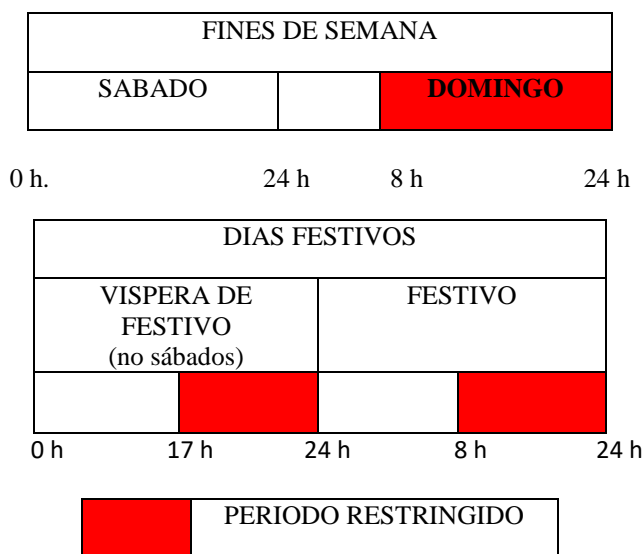 FINES DE SEMANA
SABADO DOMINGO
0 h. 24 h 8 h 24 h
DIAS FESTIVOS
VISPERA DE FESTIVO
FESTIVO
(no sábados)
0 h 17 h 24 h 8 h 24 h
PERIODO RESTRINGIDO